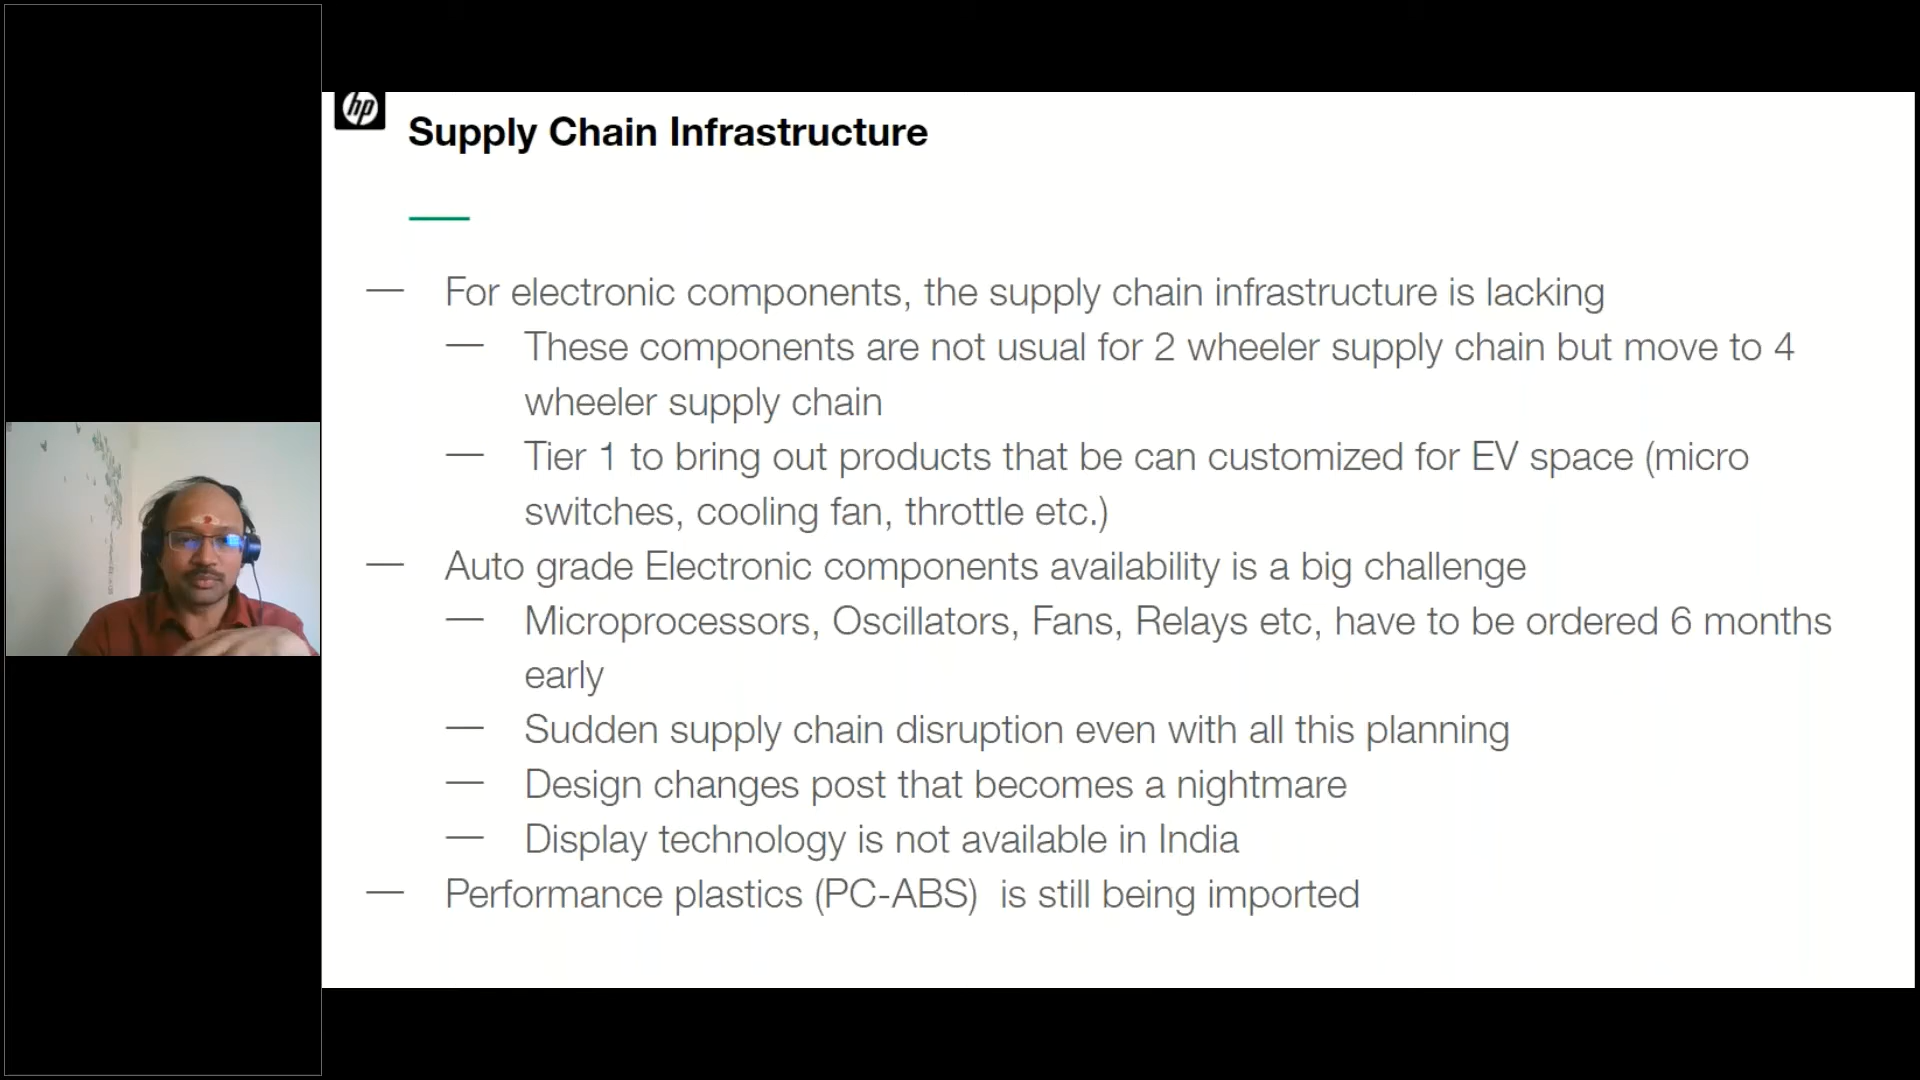 hp
Supply Chain Infrastructure
— For electronic components, the supply chain infrastructure is lacking
— These components are not usual for 2 wheeler supply chain but move to 4
wheeler supply chain
— Tier 1 to bring out products that be can customized for EV space (micro
switches, cooling fan, throttle etc.)
— Auto grade Electronic components availability is a big challenge
— Microprocessors, Oscillators, Fans, Relays etc, have to be ordered 6 months
early
— Sudden supply chain disruption even with all this planning
— Design changes post that becomes a nightmare
— Display technology is not available in India
— Performance plastics (PC-ABS)  is still being imported